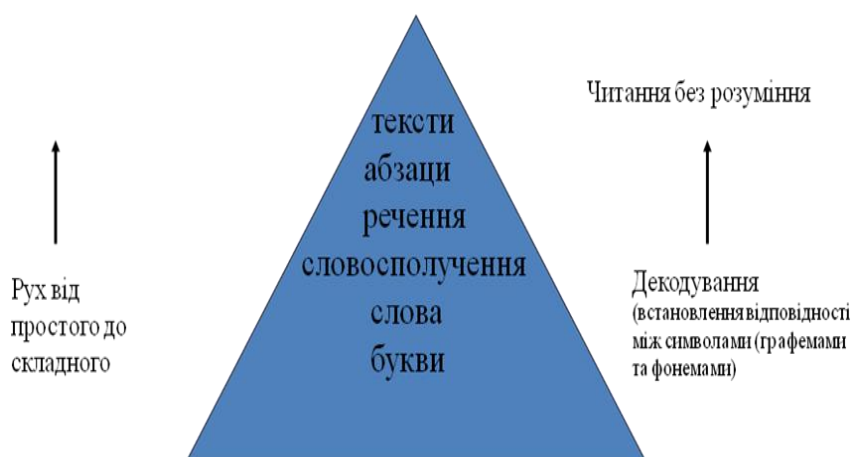 Рух від
простого до
складного
тексти
абзаци
речення
словосполучення
слова
букви
Читання без розуміння
Декодування
(встановлення відповідності
між символами (графемами
та фонемами)